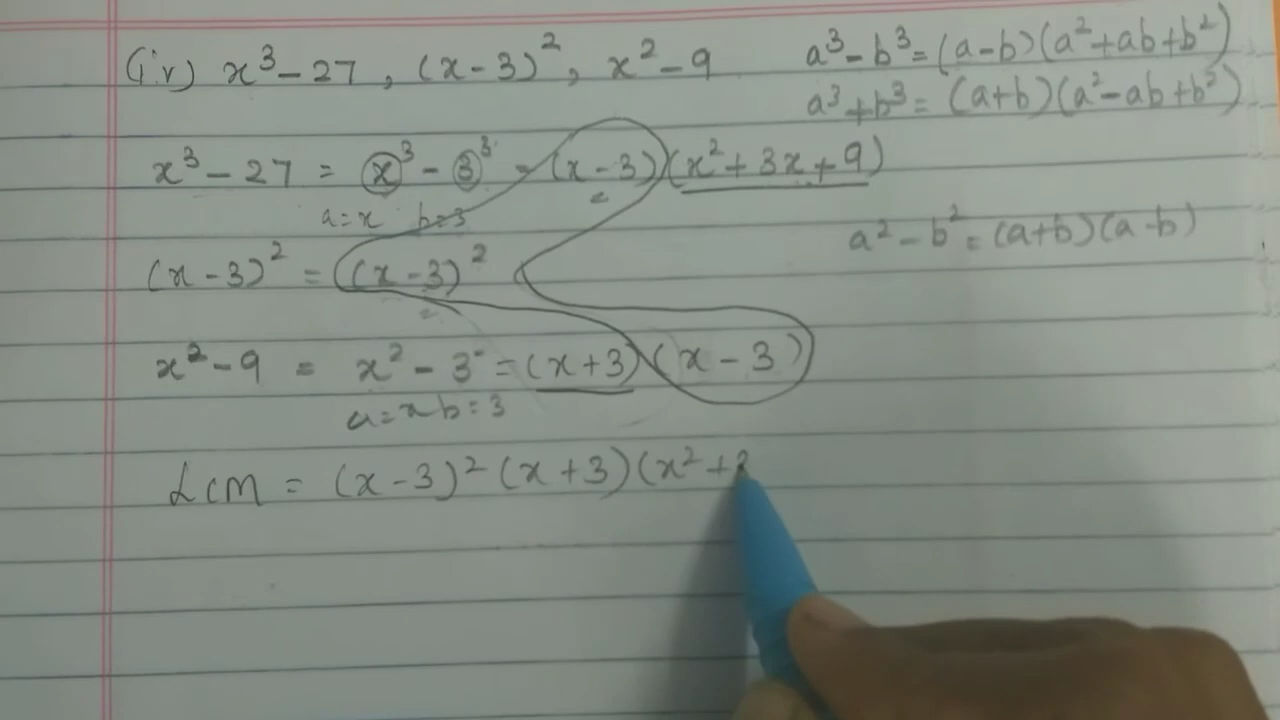 (iv) x³ – 27 , (x – 3)², x² – 9
a³ – b³ = (a – b)(a² + ab + b²)
a³ + b³ = (a+b)(a² – ab + b²)
x³ – 27 = x³ – 3³ = (x – 3)(x² + 3x + 9)
a = x b = 3
a² – b² = (a+b)(a-b)
(x – 3)² = (x – 3)²
x² – 9 = x² – 3² = (x + 3)(x – 3)
a = x b = 3
LCM = (x – 3)² (x + 3)(x² +